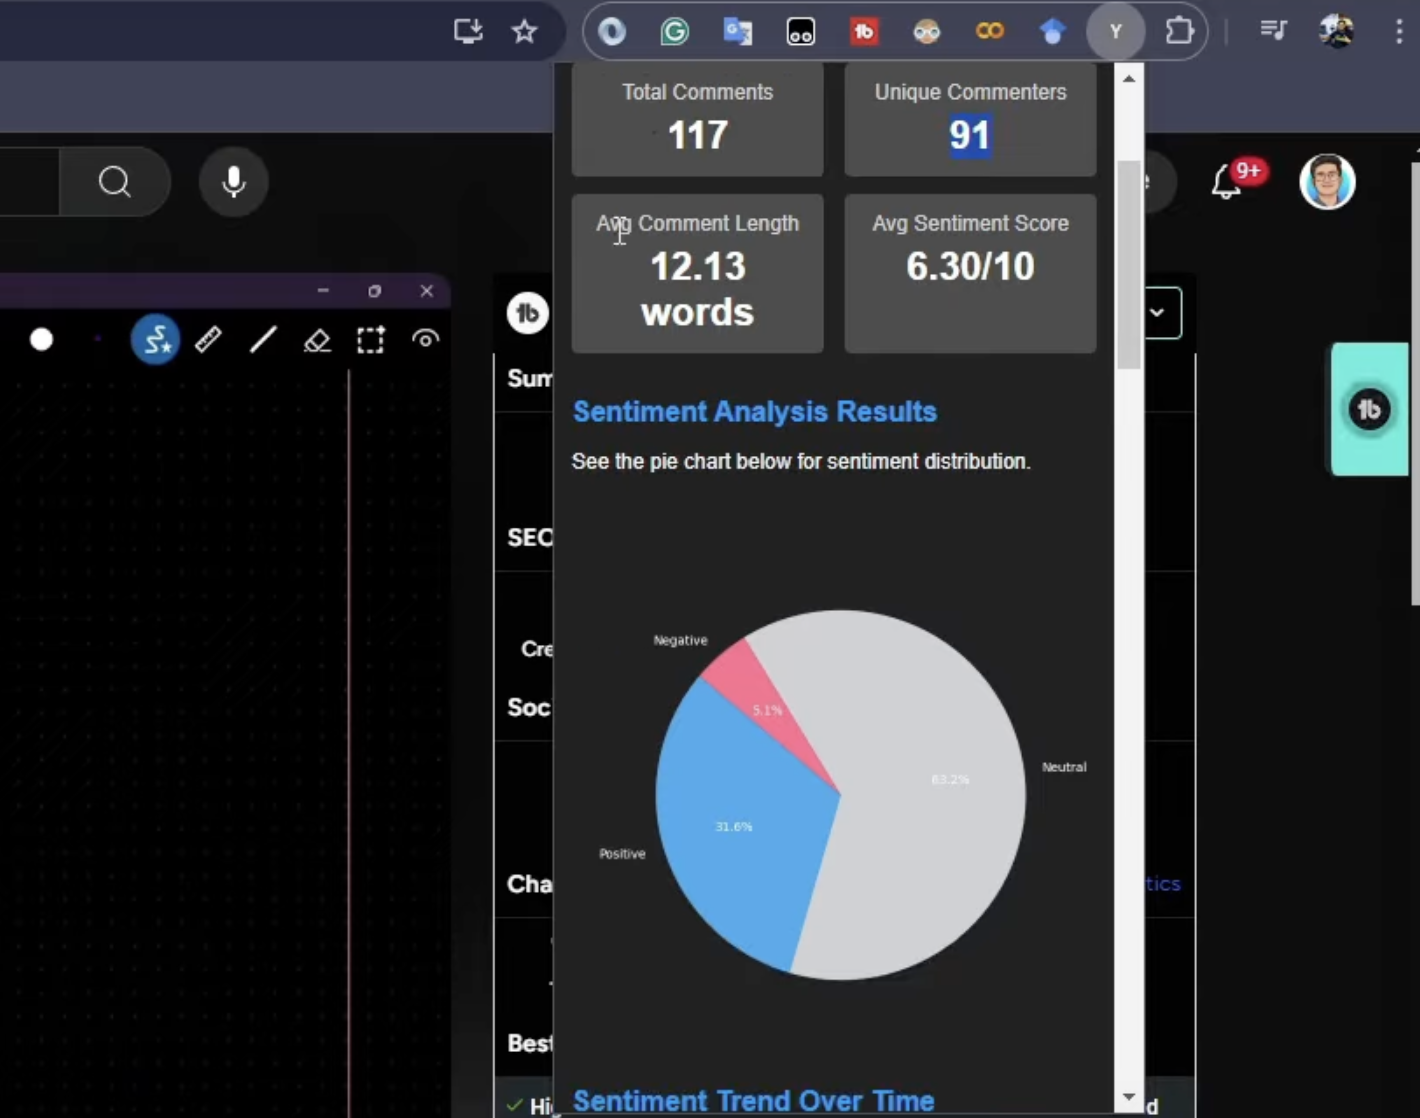 Y
Total Comments
117
Unique Commenters
91
9+
Avg Comment Length
12.13
words
Avg Sentiment Score
6.30/10
Sentiment Analysis Results
See the pie chart below for sentiment distribution.
Negative
5.1%
63.2%
Neutral
31.6%
Positive
Sentiment Trend Over Time
Sum
SEO
Cre
Soc
Cha
tics
Best
Hi
d